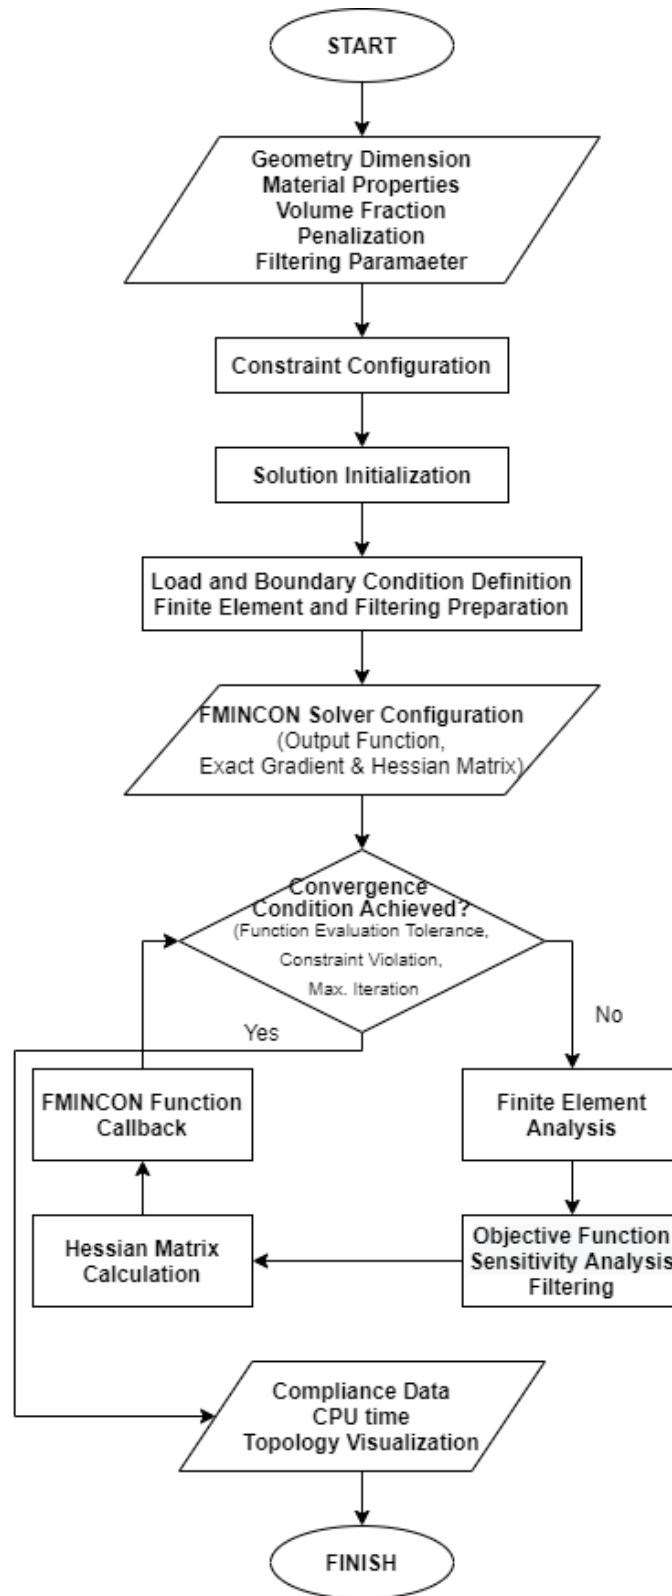 START
Geometry Dimension
Material Properties
Volume Fraction
Penalization
Filtering Paramaeter
Constraint Configuration
Solution Initialization
Load and Boundary Condition Definition
Finite Element and Filtering Preparation
FMINCON Solver Configuration
(Output Function,
Exact Gradient & Hessian Matrix)
Convergence
Condition Achieved?
(Function Evaluation Tolerance,
Constraint Violation,
Max. Iteration
No
Yes
Finite Element
Analysis
Objective Function
Sensitivity Analysis
Filtering
Hessian Matrix
Calculation
FMINCON Function
Callback
Compliance Data
CPU time
Topology Visualization
FINISH